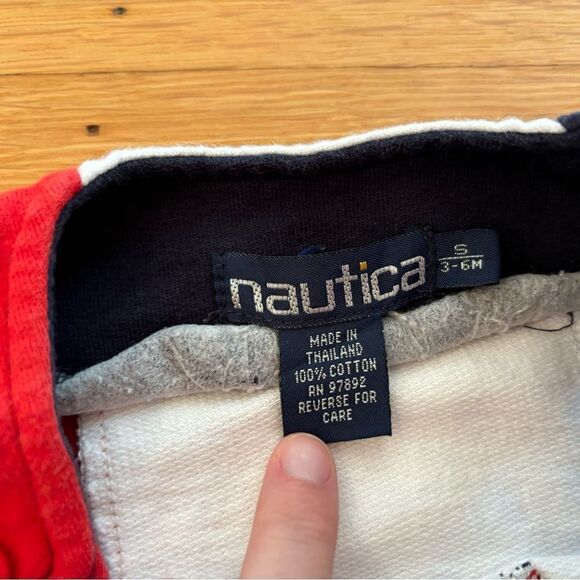 nautica
S
3-6M
MADE IN
THAILAND
100% COTTON
RN 97892
REVERSE FOR
CARE